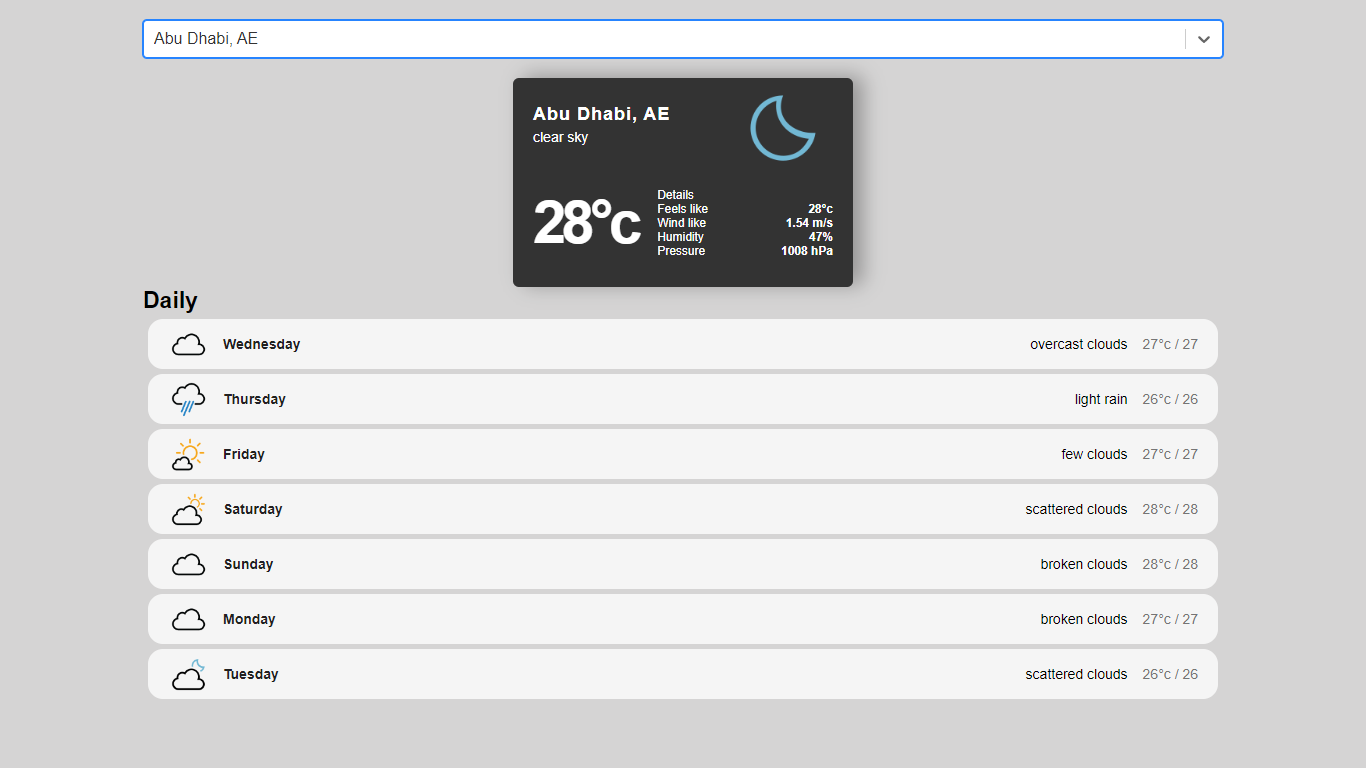 Abu Dhabi, AE
Abu Dhabi, AE
clear sky
28°c
Details
Feels like 28°c
Wind like 1.54 m/s
Humidity 47%
Pressure 1008 hPa
Daily
Wednesday overcast clouds 27°c / 27
Thursday light rain 26°c / 26
Friday few clouds 27°c / 27
Saturday scattered clouds 28°c / 28
Sunday broken clouds 28°c / 28
Monday broken clouds 27°c / 27
Tuesday scattered clouds 26°c / 26